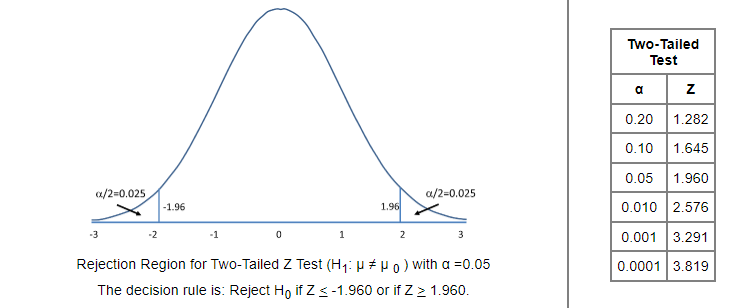 α/2=0.025
-1.96
1.96
α/2=0.025
-3 -2 -1 0 1 2 3
Rejection Region for Two-Tailed Z Test (H₁: μ ≠ μ ₀ ) with α =0.05
The decision rule is: Reject H₀ if Z ≤ -1.960 or if Z ≥ 1.960.
Two-Tailed
Test
α Z
0.20 1.282
0.10 1.645
0.05 1.960
0.010 2.576
0.001 3.291
0.0001 3.819